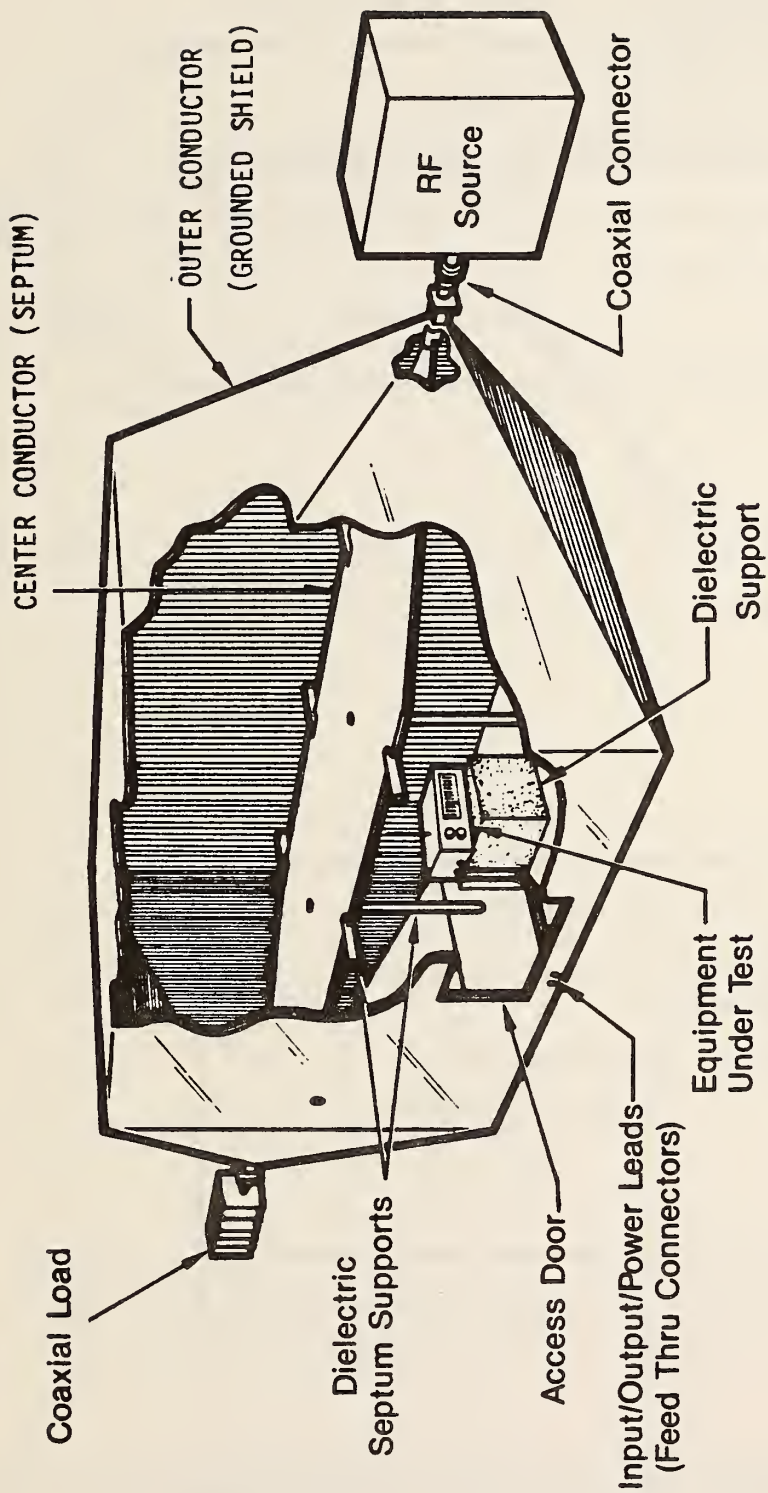 CENTER CONDUCTOR (SEPTUM)
OUTER CONDUCTOR
(GROUNDED SHIELD)
Coaxial Load
RF
Source
Coaxial Connector
Dielectric
Septum Supports
Dielectric
Support
Access Door
Equipment
Under Test
Input/Output/Power Leads
(Feed Thru Connectors)